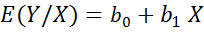 E(Y/X) = b₀ + b₁ X